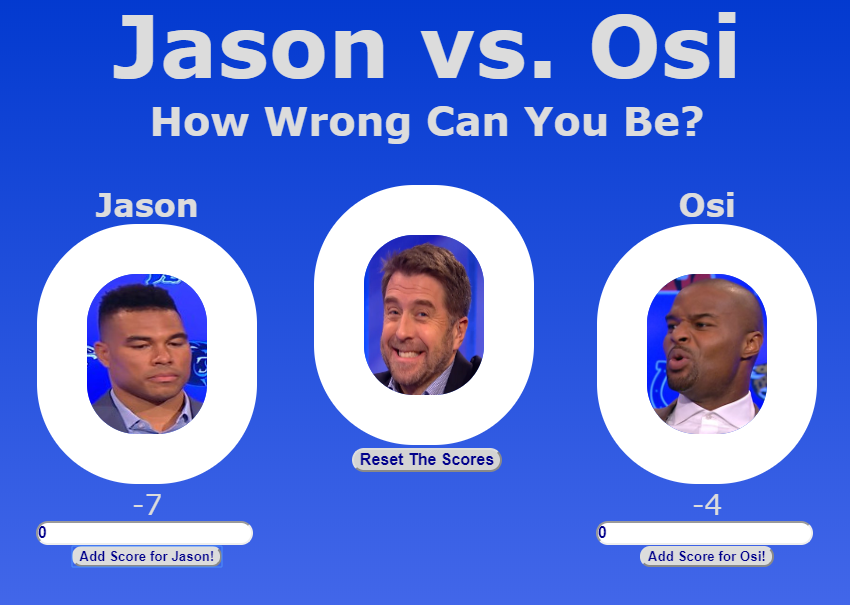 Jason vs. Osi
How Wrong Can You Be?
Jason
Osi
Reset The Scores
-7
-4
0
0
Add Score for Jason!
Add Score for Osi!